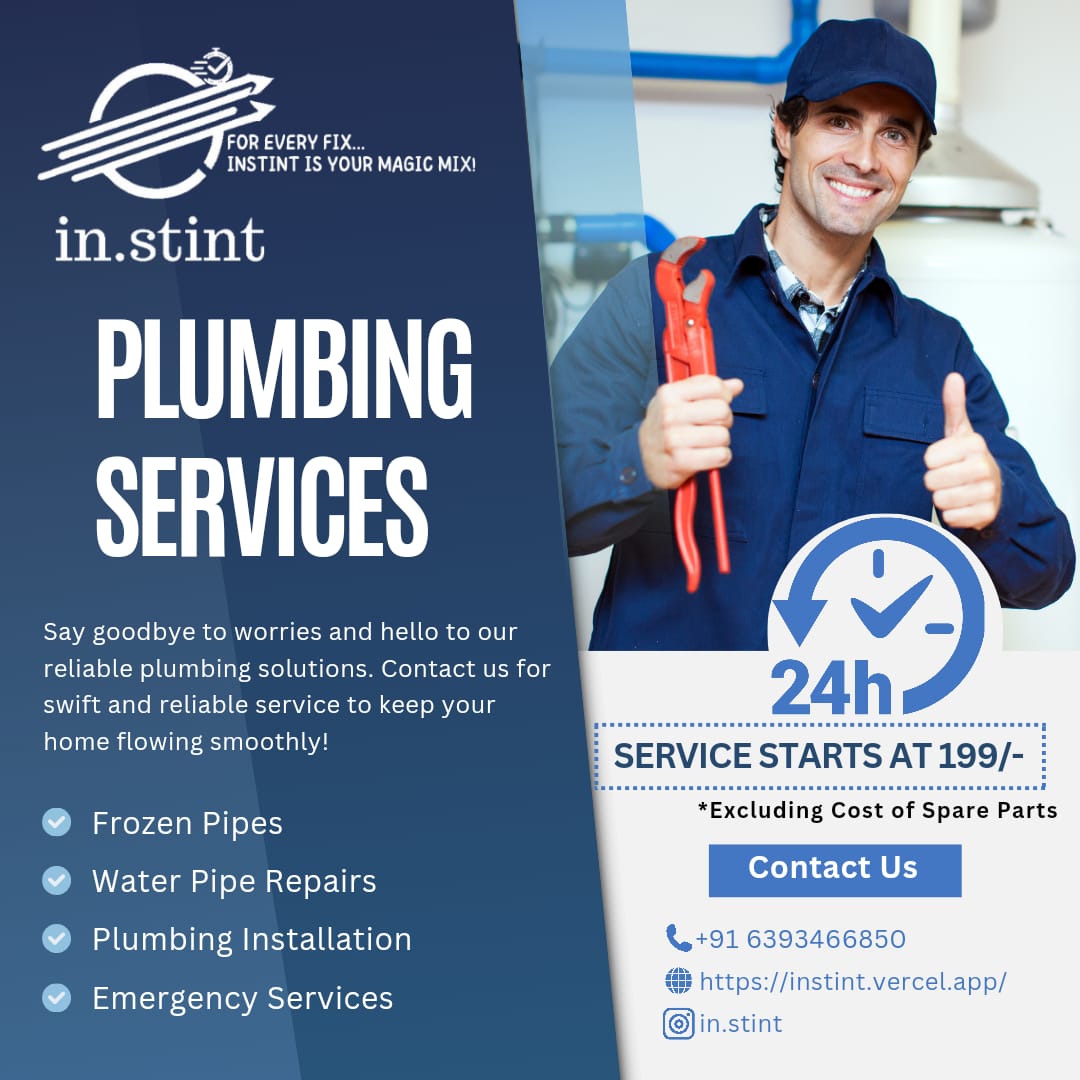 FOR EVERY FIX...
INSTINT IS YOUR MAGIC MIX!
in.stint
PLUMBING
SERVICES
Say goodbye to worries and hello to our
reliable plumbing solutions. Contact us for
swift and reliable service to keep your
home flowing smoothly!
Frozen Pipes
Water Pipe Repairs
Plumbing Installation
Emergency Services
24h
SERVICE STARTS AT 199/-
*Excluding Cost of Spare Parts
Contact Us
+91 6393466850
https://instint.vercel.app/
in.stint